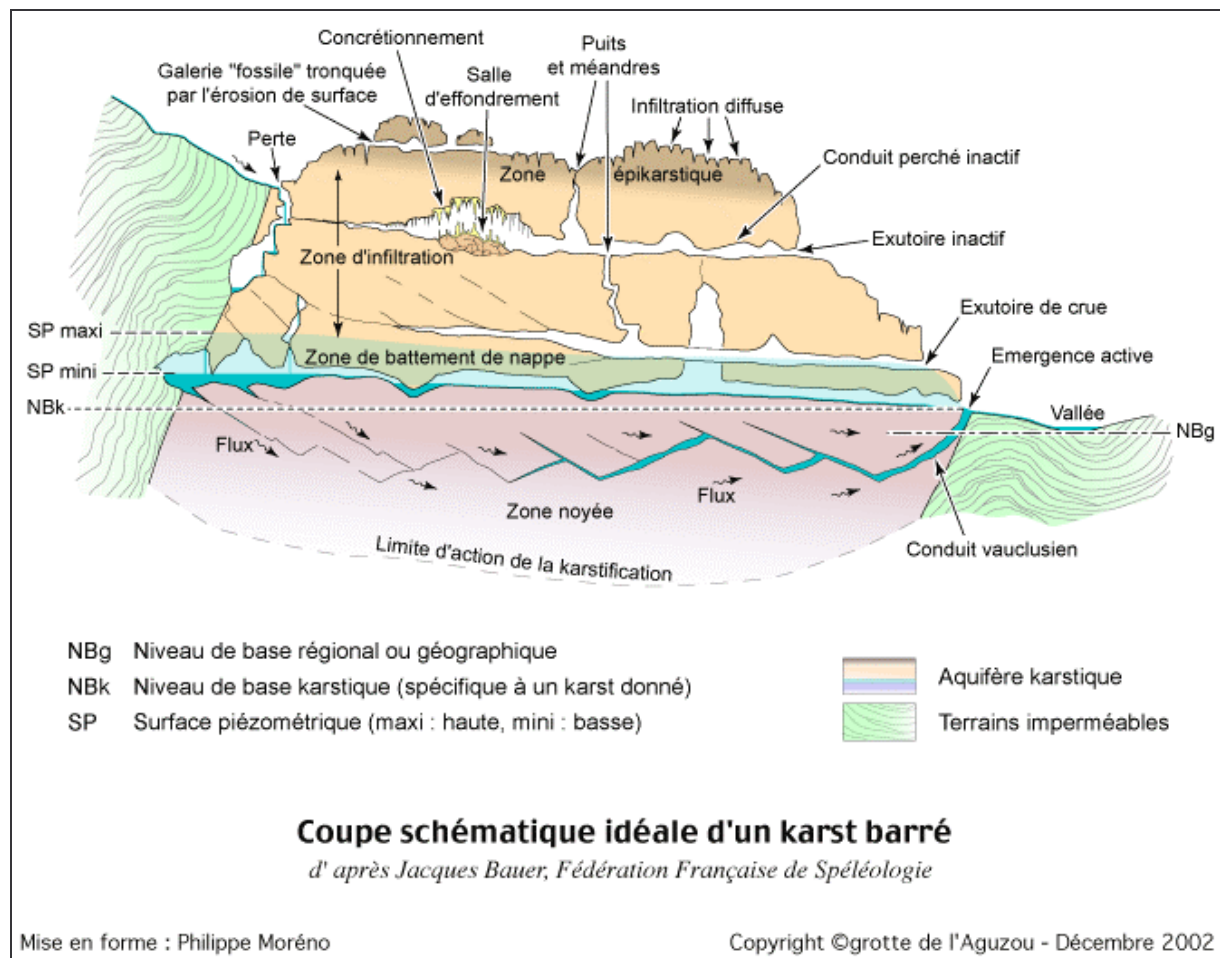 Concrétionnement
Puits
et méandres
Galerie "fossile" tronquée
par l'érosion de surface
Salle
d'effondrement
Infiltration diffuse
Perte
Conduit perché inactif
Zone épikarstique
Exutoire inactif
Zone d'infiltration
Exutoire de crue
SP maxi
Zone de battement de nappe
Emergence active
SP mini
NBk
Vallée
NBg
Flux
Flux
Zone noyée
Conduit vauclusien
Limite d'action de la karstification
NBg Niveau de base régional ou géographique
NBk Niveau de base karstique (spécifique à un karst donné)
SP Surface piézométrique (maxi : haute, mini : basse)
Aquifère karstique
Terrains imperméables
Coupe schématique idéale d'un karst barré
d' après Jacques Bauer, Fédération Française de Spéléologie
Mise en forme : Philippe Moréno
Copyright ©grotte de l'Aguzou - Décembre 2002